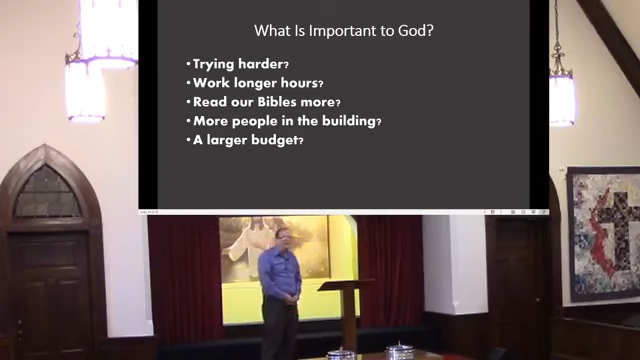 What Is Important to God?
• Trying harder?
• Work longer hours?
• Read our Bibles more?
• More people in the building?
• A larger budget?